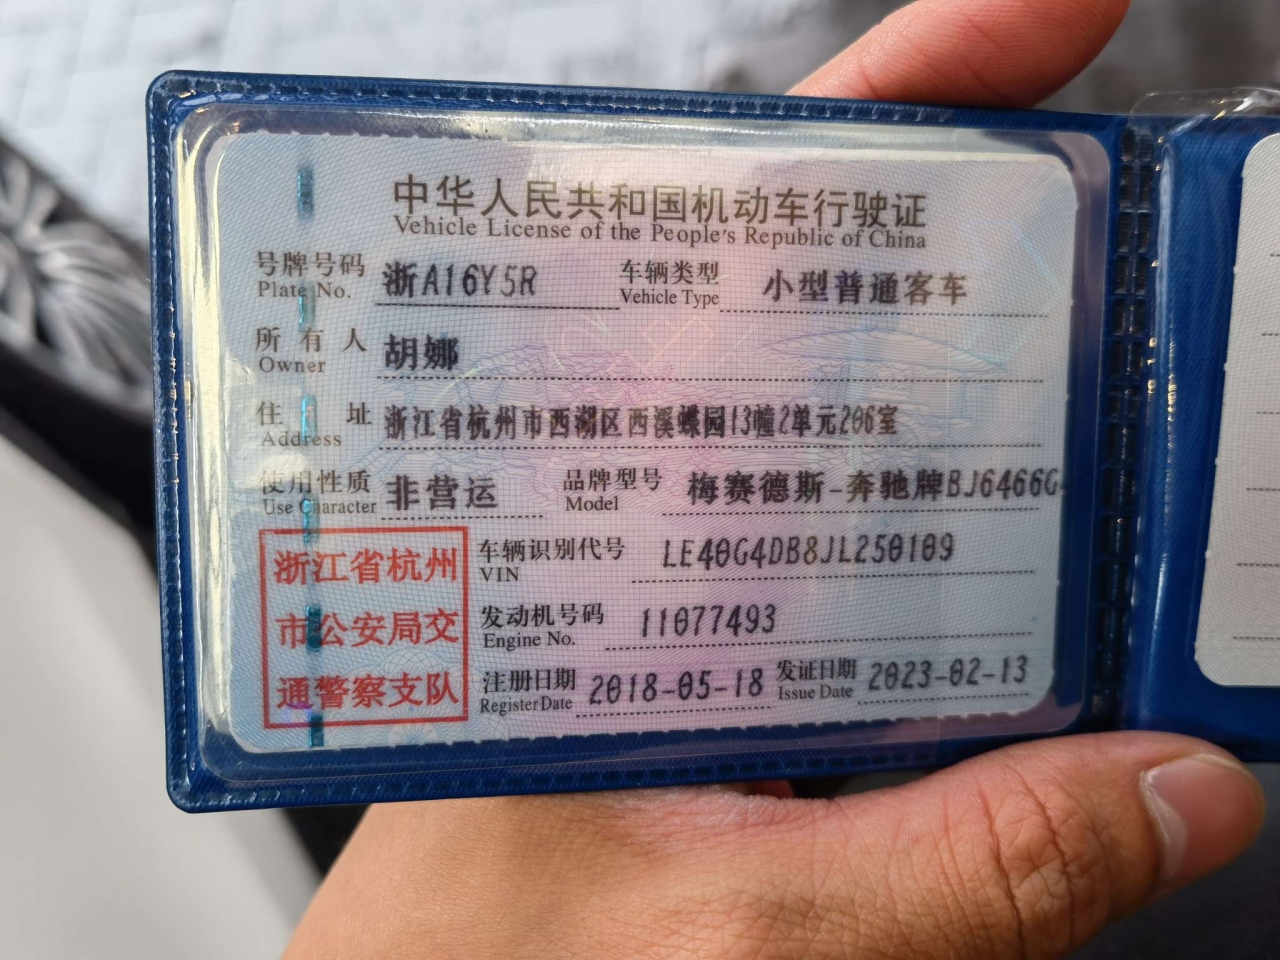 中华人民共和国机动车行驶证
Vehicle License of the People's Republic of China
号牌号码 浙A16Y5R 车辆类型 小型普通客车
Plate No. Vehicle Type
所有人 胡娜
Owner
住址 浙江省杭州市西湖区西溪蝶园13幢2单元206室
Address
使用性质 非营运 品牌型号 梅赛德斯-奔驰牌BJ6466G
Use Character Model
浙江省杭州
市公安局交
通警察支队
车辆识别代号 LE40G4DB8JL250109
VIN
发动机号码 11077493
Engine No.
注册日期 2018-05-18 发证日期 2023-02-13
Register Date Issue Date